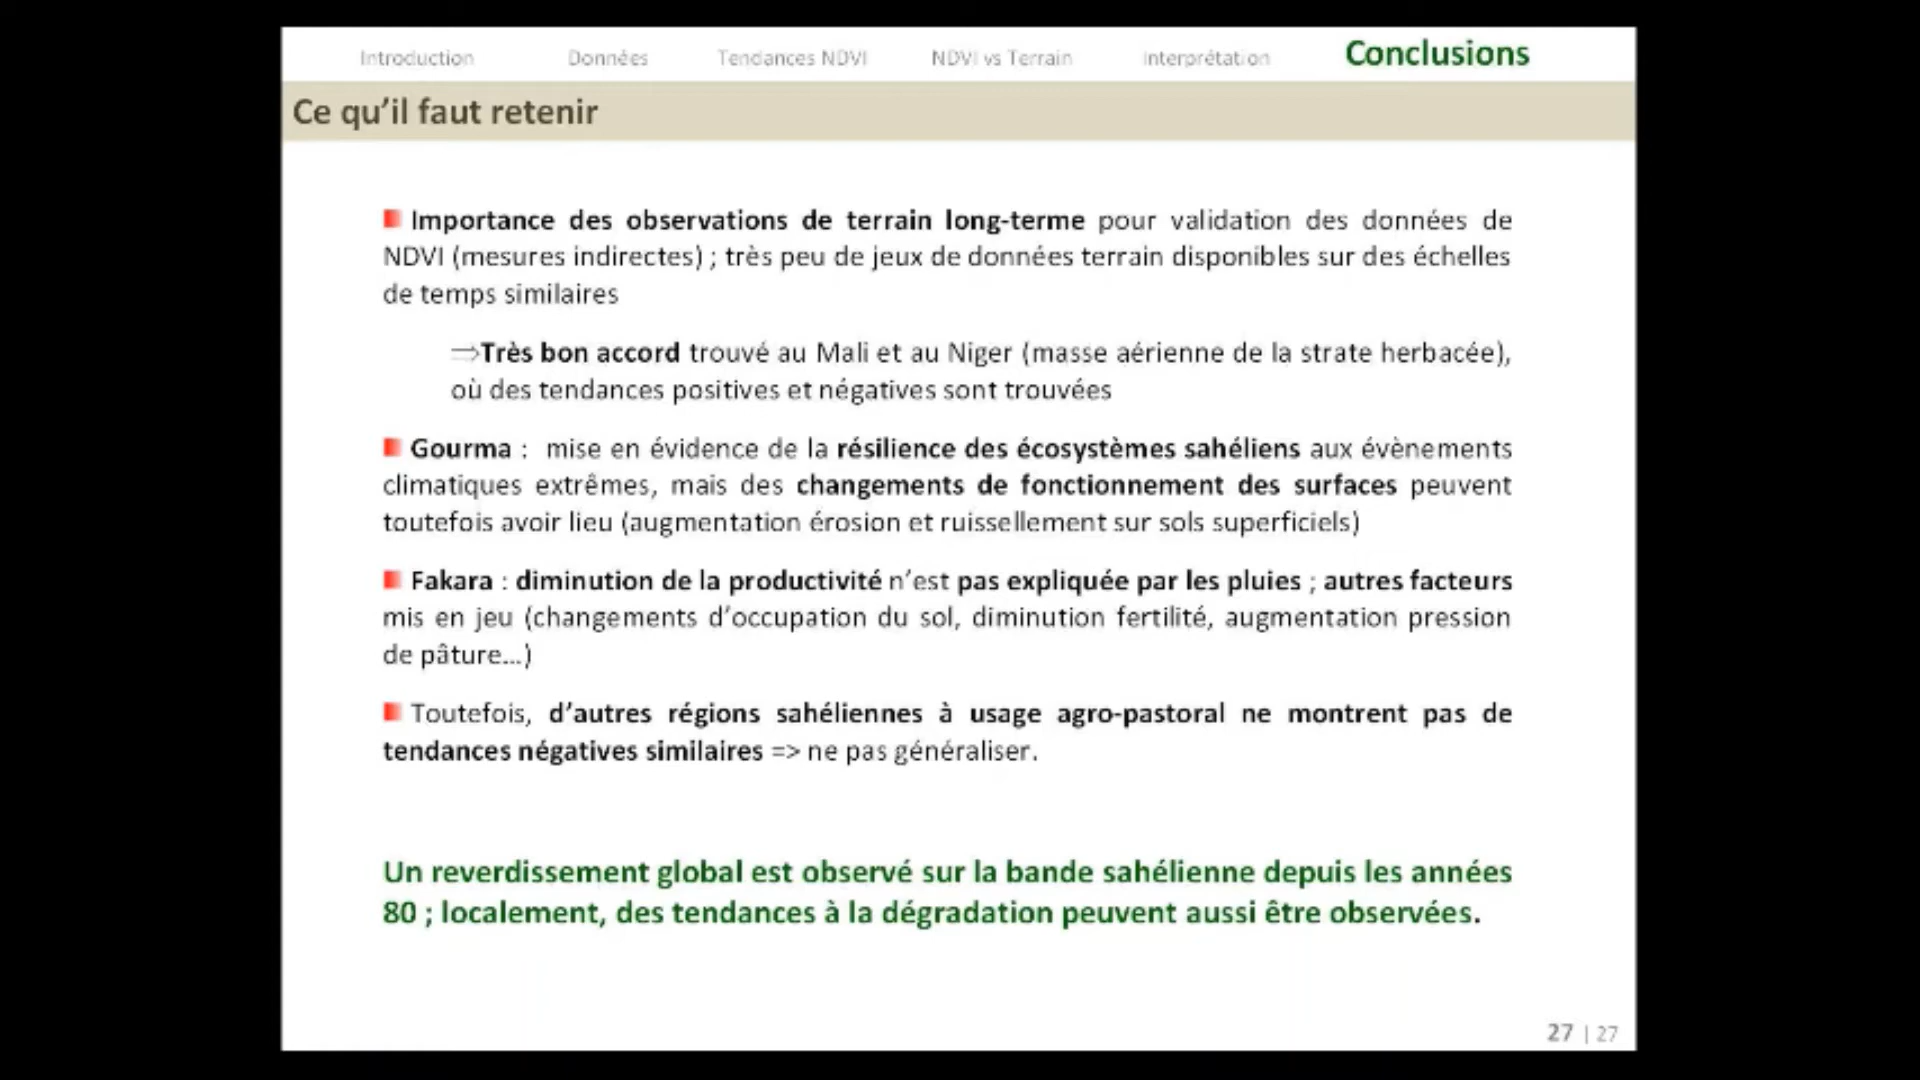 Introduction Données Tendances NDVI NDVI vs Terrain Interprétation Conclusions
Ce qu’il faut retenir
Importance des observations de terrain long-terme pour validation des données de
NDVI (mesures indirectes) ; très peu de jeux de données terrain disponibles sur des échelles
de temps similaires
⇒Très bon accord trouvé au Mali et au Niger (masse aérienne de la strate herbacée),
où des tendances positives et négatives sont trouvées
Gourma : mise en évidence de la résilience des écosystèmes sahéliens aux évènements
climatiques extrêmes, mais des changements de fonctionnement des surfaces peuvent
toutefois avoir lieu (augmentation érosion et ruissellement sur sols superficiels)
Fakara : diminution de la productivité n’est pas expliquée par les pluies ; autres facteurs
mis en jeu (changements d’occupation du sol, diminution fertilité, augmentation pression
de pâture…)
Toutefois, d’autres régions sahéliennes à usage agro-pastoral ne montrent pas de
tendances négatives similaires => ne pas généraliser.
Un reverdissement global est observé sur la bande sahélienne depuis les années
80 ; localement, des tendances à la dégradation peuvent aussi être observées.
27 | 27